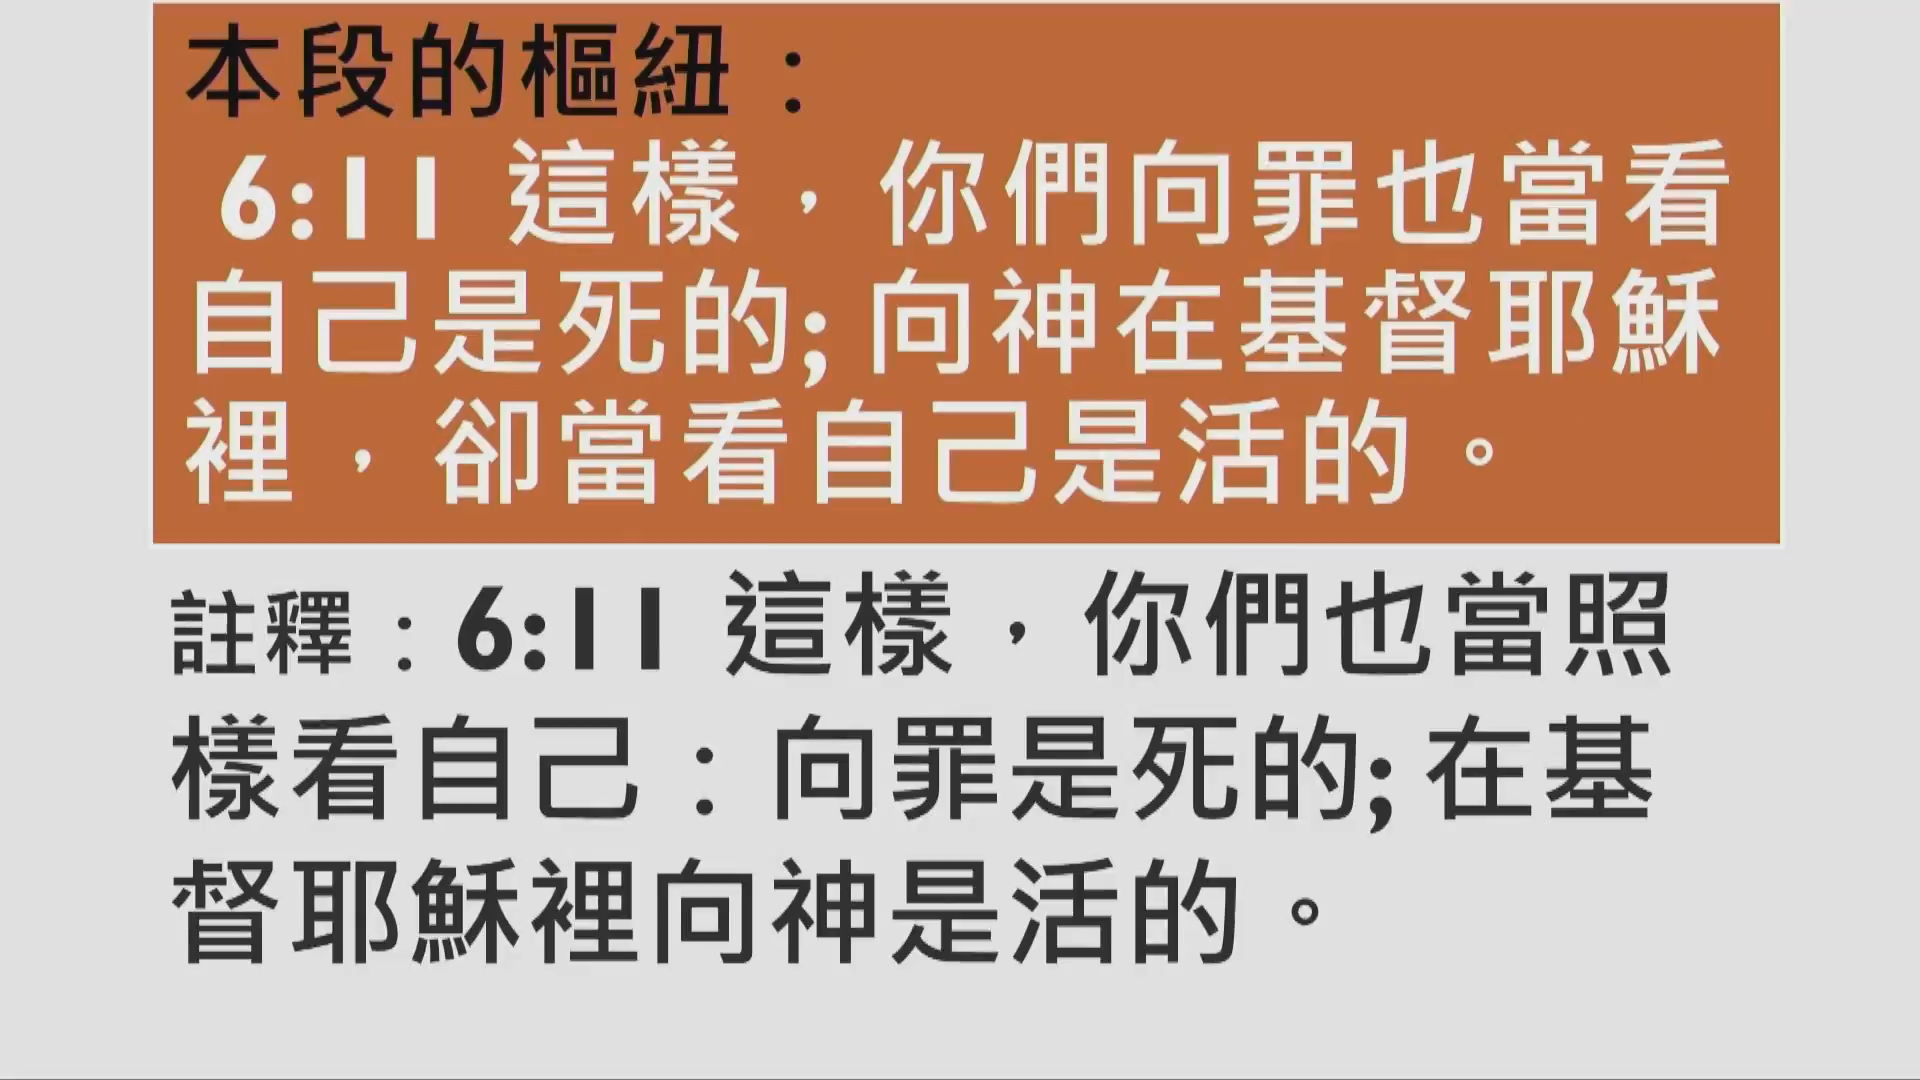 本段的樞紐：
6:11 這樣，你們向罪也當看
自己是死的; 向神在基督耶穌
裡，卻當看自己是活的。
註釋：6:11 這樣，你們也當照
樣看自己：向罪是死的; 在基
督耶穌裡向神是活的。